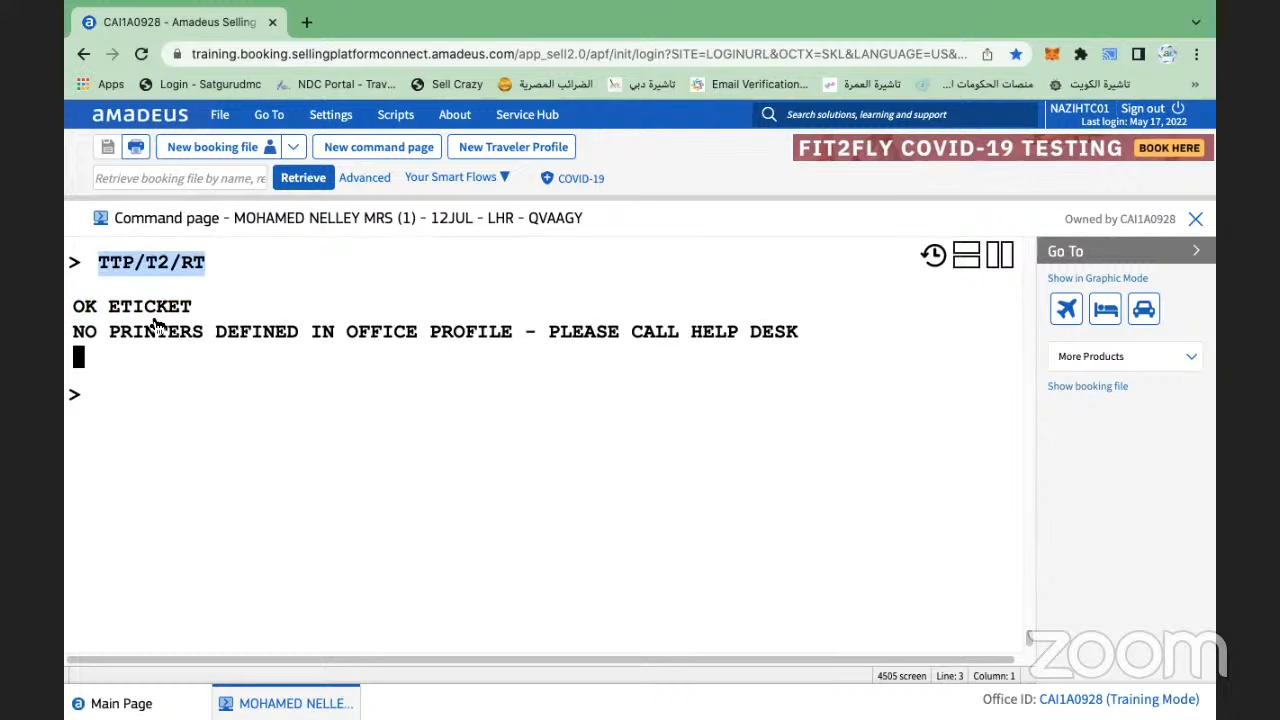 CAI1A0928 - Amadeus Selling
training.booking.sellingplatformconnect.amadeus.com/app_sell2.0/apf/init/login?SITE=LOGINURL&OCTX=SKL&LANGUAGE=US&...
Apps Login - Satgurudmc NDC Portal - Trav... Sell Crazy الضرائب المصرية تاشيرة دبي Email Verification... تاشيرة العمرة منصات الحكومات ا... تاشيرة الكويت »
amadeus File Go To Settings Scripts About Service Hub Search solutions, learning and support NAZIHTC01 Sign out
Last login: May 17, 2022
New booking file New command page New Traveler Profile FIT2FLY COVID-19 TESTING BOOK HERE
Retrieve booking file by name, re Retrieve Advanced Your Smart Flows ▼ COVID-19
Command page - MOHAMED NELLEY MRS (1) - 12JUL - LHR - QVAAGY Owned by CAI1A0928
> TTP/T2/RT
OK ETICKET
NO PRINTERS DEFINED IN OFFICE PROFILE - PLEASE CALL HELP DESK
>
Go To
Show in Graphic Mode
More Products
Show booking file
zoom
4505 screen Line: 3 Column: 1
Main Page MOHAMED NELLE... Office ID: CAI1A0928 (Training Mode)